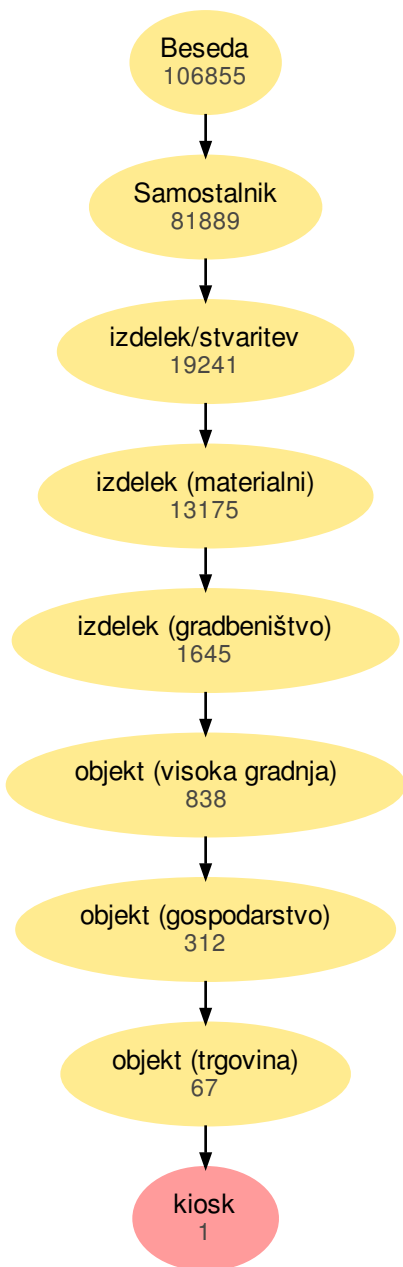 Beseda
106855
Samostalnik
81889
izdelek/stvaritev
19241
izdelek (materialni)
13175
izdelek (gradbeništvo)
1645
objekt (visoka gradnja)
838
objekt (gospodarstvo)
312
objekt (trgovina)
67
kiosk
1